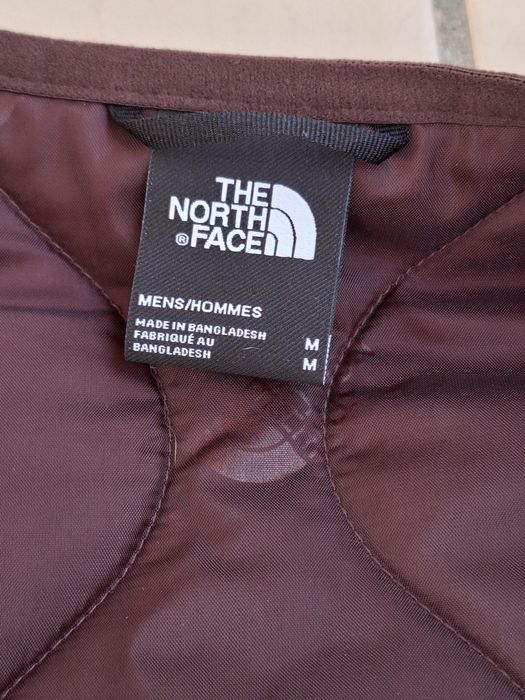 THE
NORTH
® FACE
MENS/HOMMES
MADE IN BANGLADESH M
FABRIQUÉ AU
BANGLADESH M